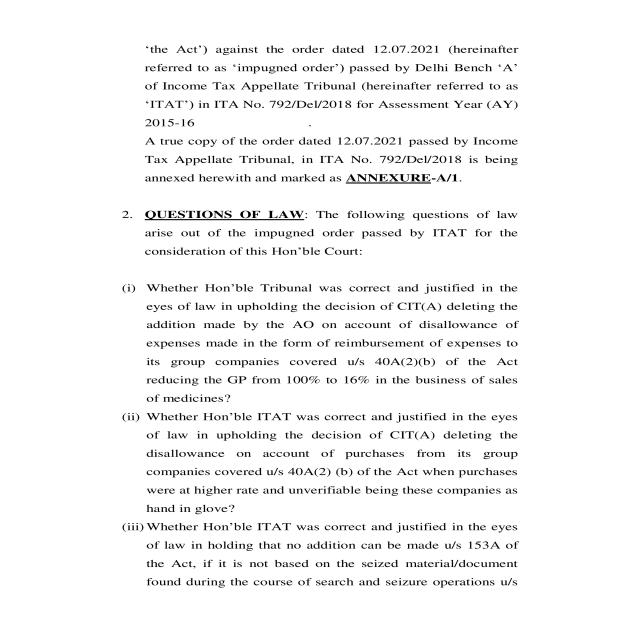 ‘the Act’) against the order dated 12.07.2021 (hereinafter
referred to as ‘impugned order’) passed by Delhi Bench ‘A’
of Income Tax Appellate Tribunal (hereinafter referred to as
‘ITAT’) in ITA No. 792/Del/2018 for Assessment Year (AY)
2015-16 .
A true copy of the order dated 12.07.2021 passed by Income
Tax Appellate Tribunal, in ITA No. 792/Del/2018 is being
annexed herewith and marked as ANNEXURE-A/1.
2. QUESTIONS OF LAW: The following questions of law
arise out of the impugned order passed by ITAT for the
consideration of this Hon’ble Court:
(i) Whether Hon’ble Tribunal was correct and justified in the
eyes of law in upholding the decision of CIT(A) deleting the
addition made by the AO on account of disallowance of
expenses made in the form of reimbursement of expenses to
its group companies covered u/s 40A(2)(b) of the Act
reducing the GP from 100% to 16% in the business of sales
of medicines?
(ii) Whether Hon’ble ITAT was correct and justified in the eyes
of law in upholding the decision of CIT(A) deleting the
disallowance on account of purchases from its group
companies covered u/s 40A(2) (b) of the Act when purchases
were at higher rate and unverifiable being these companies as
hand in glove?
(iii) Whether Hon’ble ITAT was correct and justified in the eyes
of law in holding that no addition can be made u/s 153A of
the Act, if it is not based on the seized material/document
found during the course of search and seizure operations u/s